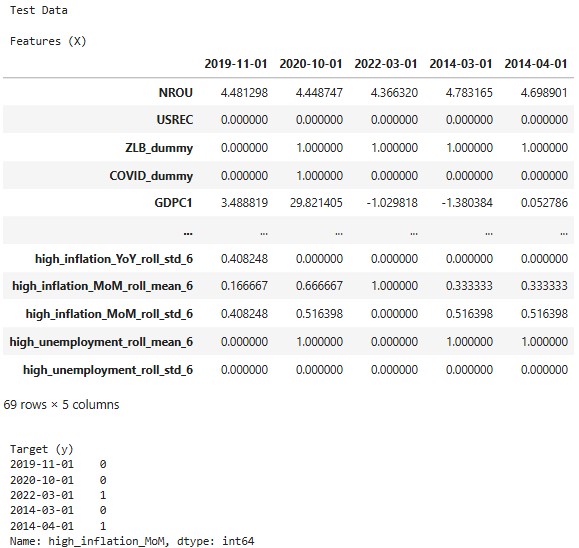 Test Data
Features (X)
2019-11-01 2020-10-01 2022-03-01 2014-03-01 2014-04-01
NROU 4.481298 4.448747 4.366320 4.783165 4.698901
USREC 0.000000 0.000000 0.000000 0.000000 0.000000
ZLB_dummy 0.000000 1.000000 1.000000 1.000000 1.000000
COVID_dummy 0.000000 1.000000 0.000000 0.000000 0.000000
GDPC1 3.488819 29.821405 -1.029818 -1.380384 0.052786
... ... ... ... ... ...
high_inflation_YoY_roll_std_6 0.408248 0.000000 0.000000 0.000000 0.000000
high_inflation_MoM_roll_mean_6 0.166667 0.666667 1.000000 0.333333 0.333333
high_inflation_MoM_roll_std_6 0.408248 0.516398 0.000000 0.516398 0.516398
high_unemployment_roll_mean_6 0.000000 1.000000 0.000000 1.000000 1.000000
high_unemployment_roll_std_6 0.000000 0.000000 0.000000 0.000000 0.000000
69 rows × 5 columns
Target (y)
2019-11-01 0
2020-10-01 0
2022-03-01 1
2014-03-01 0
2014-04-01 1
Name: high_inflation_MoM, dtype: int64